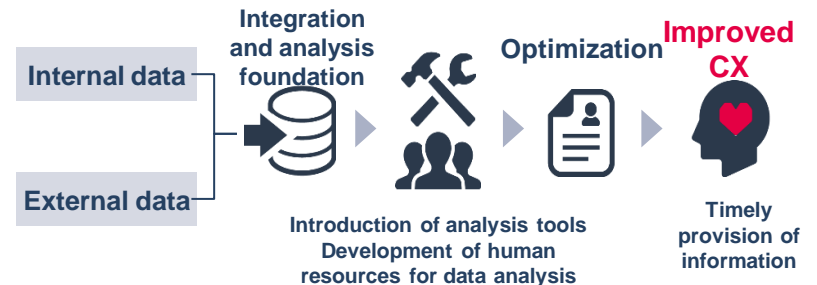 Internal data
External data
Integration
and analysis
foundation
Introduction of analysis tools
Development of human
resources for data analysis
Optimization
Improved
CX
Timely
provision of
information